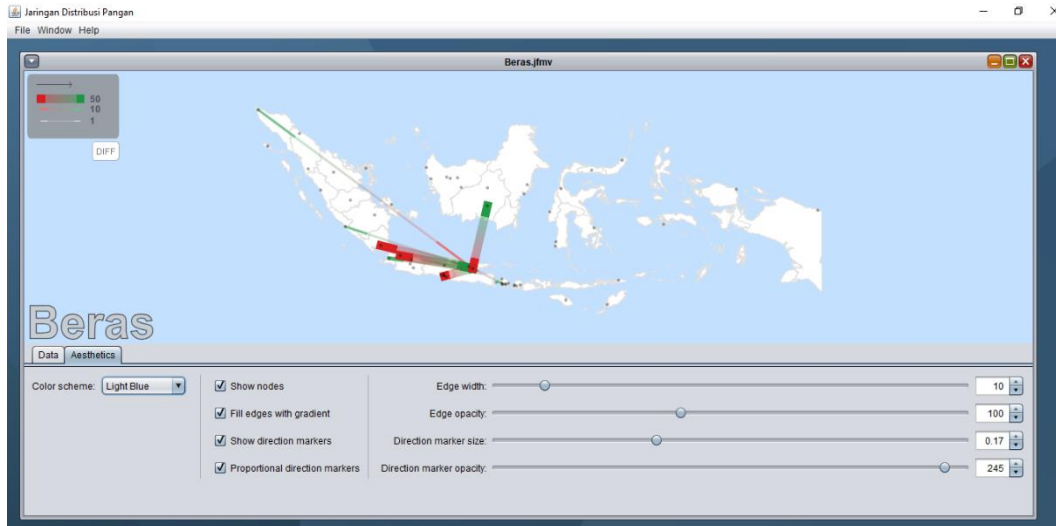 Jaringan Distribusi Pangan
File Window Help
Beras.jfmv
50
10
1
DIFF
Beras
Data Aesthetics
Color scheme: Light Blue
Show nodes
Fill edges with gradient
Show direction markers
Proportional direction markers
Edge width: 10
Edge opacity: 100
Direction marker size: 0.17
Direction marker opacity: 245